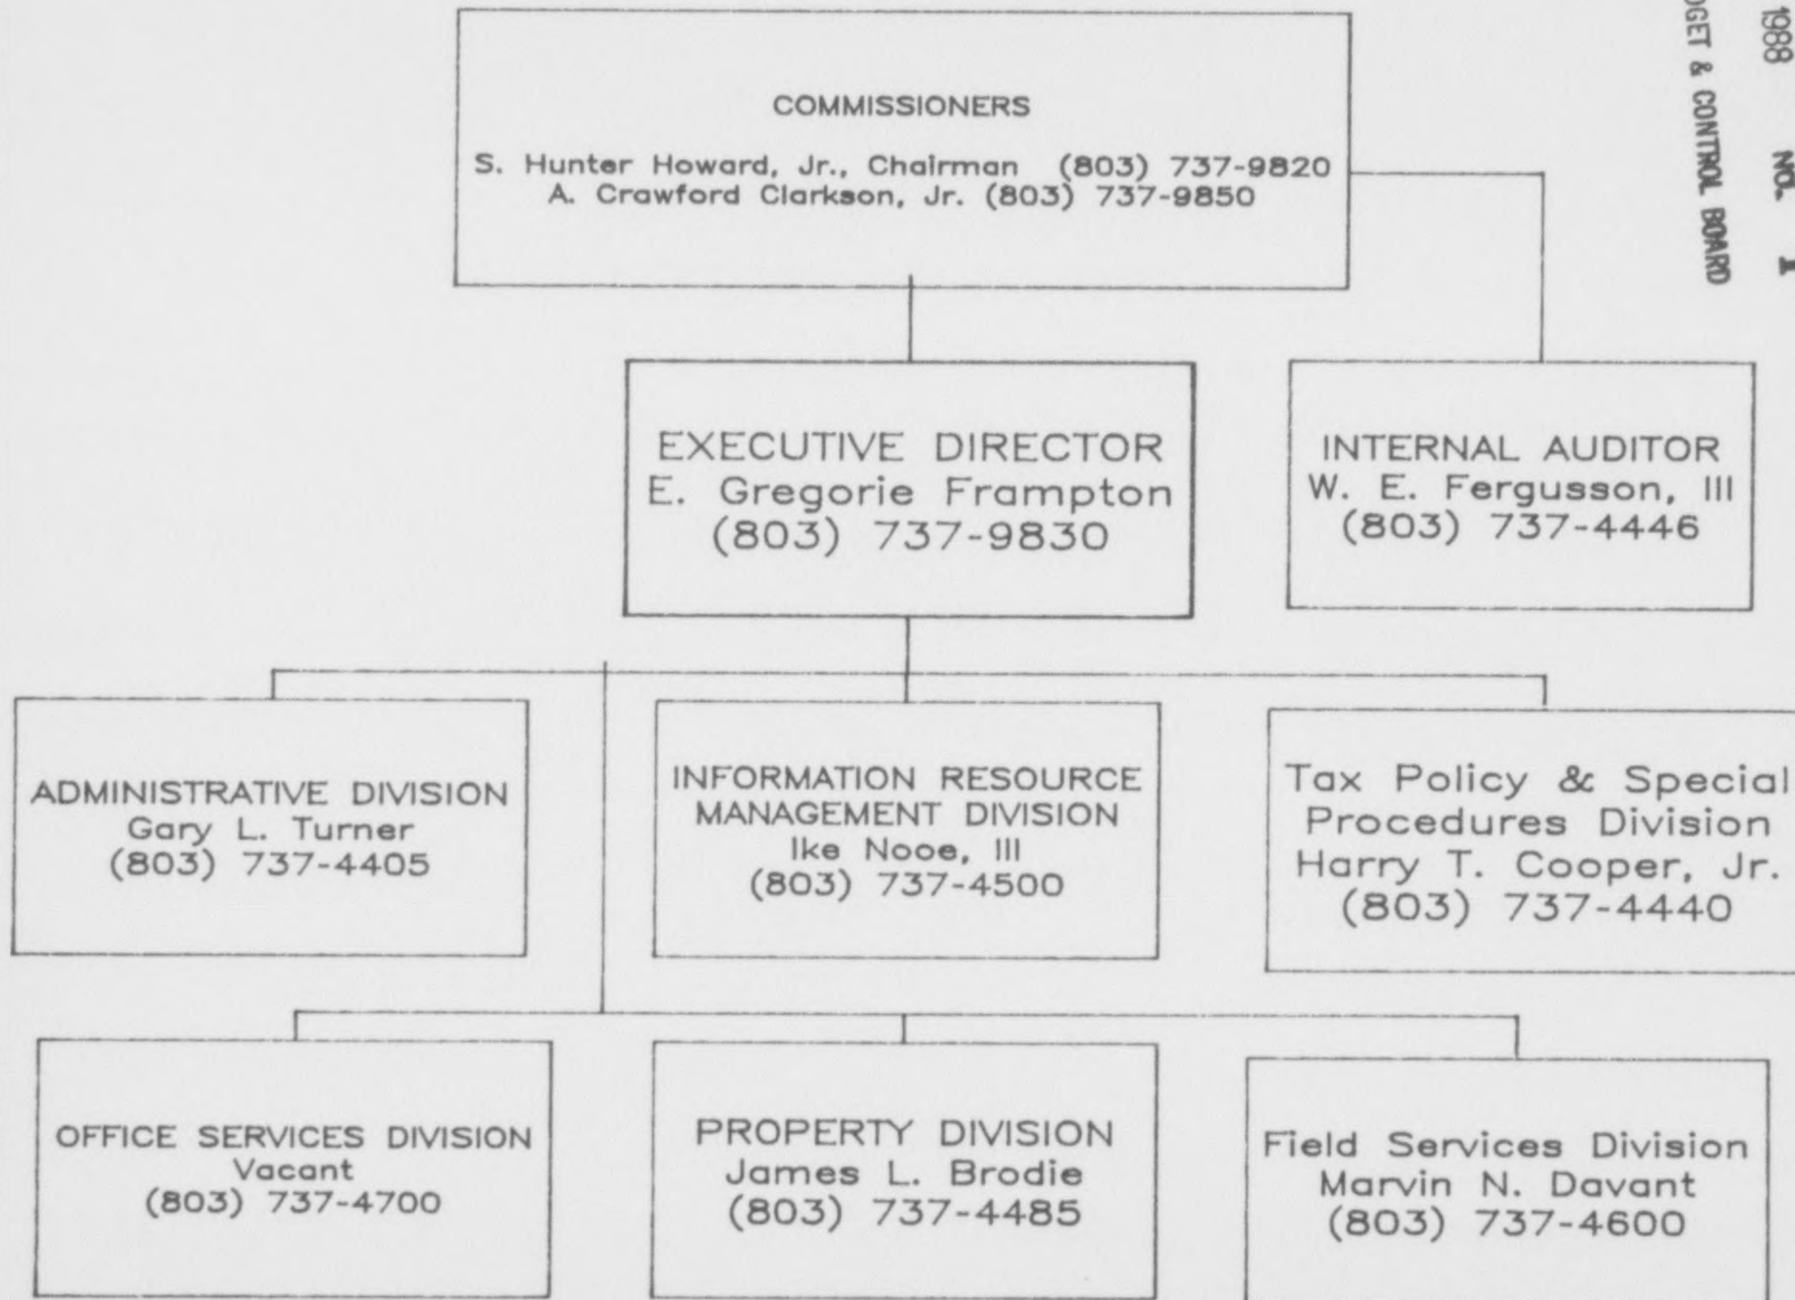 1988 NO. 1
GET & CONTROL BOARD
COMMISSIONERS
S. Hunter Howard, Jr., Chairman (803) 737-9820
A. Crawford Clarkson, Jr. (803) 737-9850
EXECUTIVE DIRECTOR
E. Gregorie Frampton
(803) 737-9830
INTERNAL AUDITOR
W. E. Fergusson, III
(803) 737-4446
ADMINISTRATIVE DIVISION
Gary L. Turner
(803) 737-4405
INFORMATION RESOURCE
MANAGEMENT DIVISION
Ike Nooe, III
(803) 737-4500
Tax Policy & Special
Procedures Division
Harry T. Cooper, Jr.
(803) 737-4440
OFFICE SERVICES DIVISION
Vacant
(803) 737-4700
PROPERTY DIVISION
James L. Brodie
(803) 737-4485
Field Services Division
Marvin N. Davant
(803) 737-4600